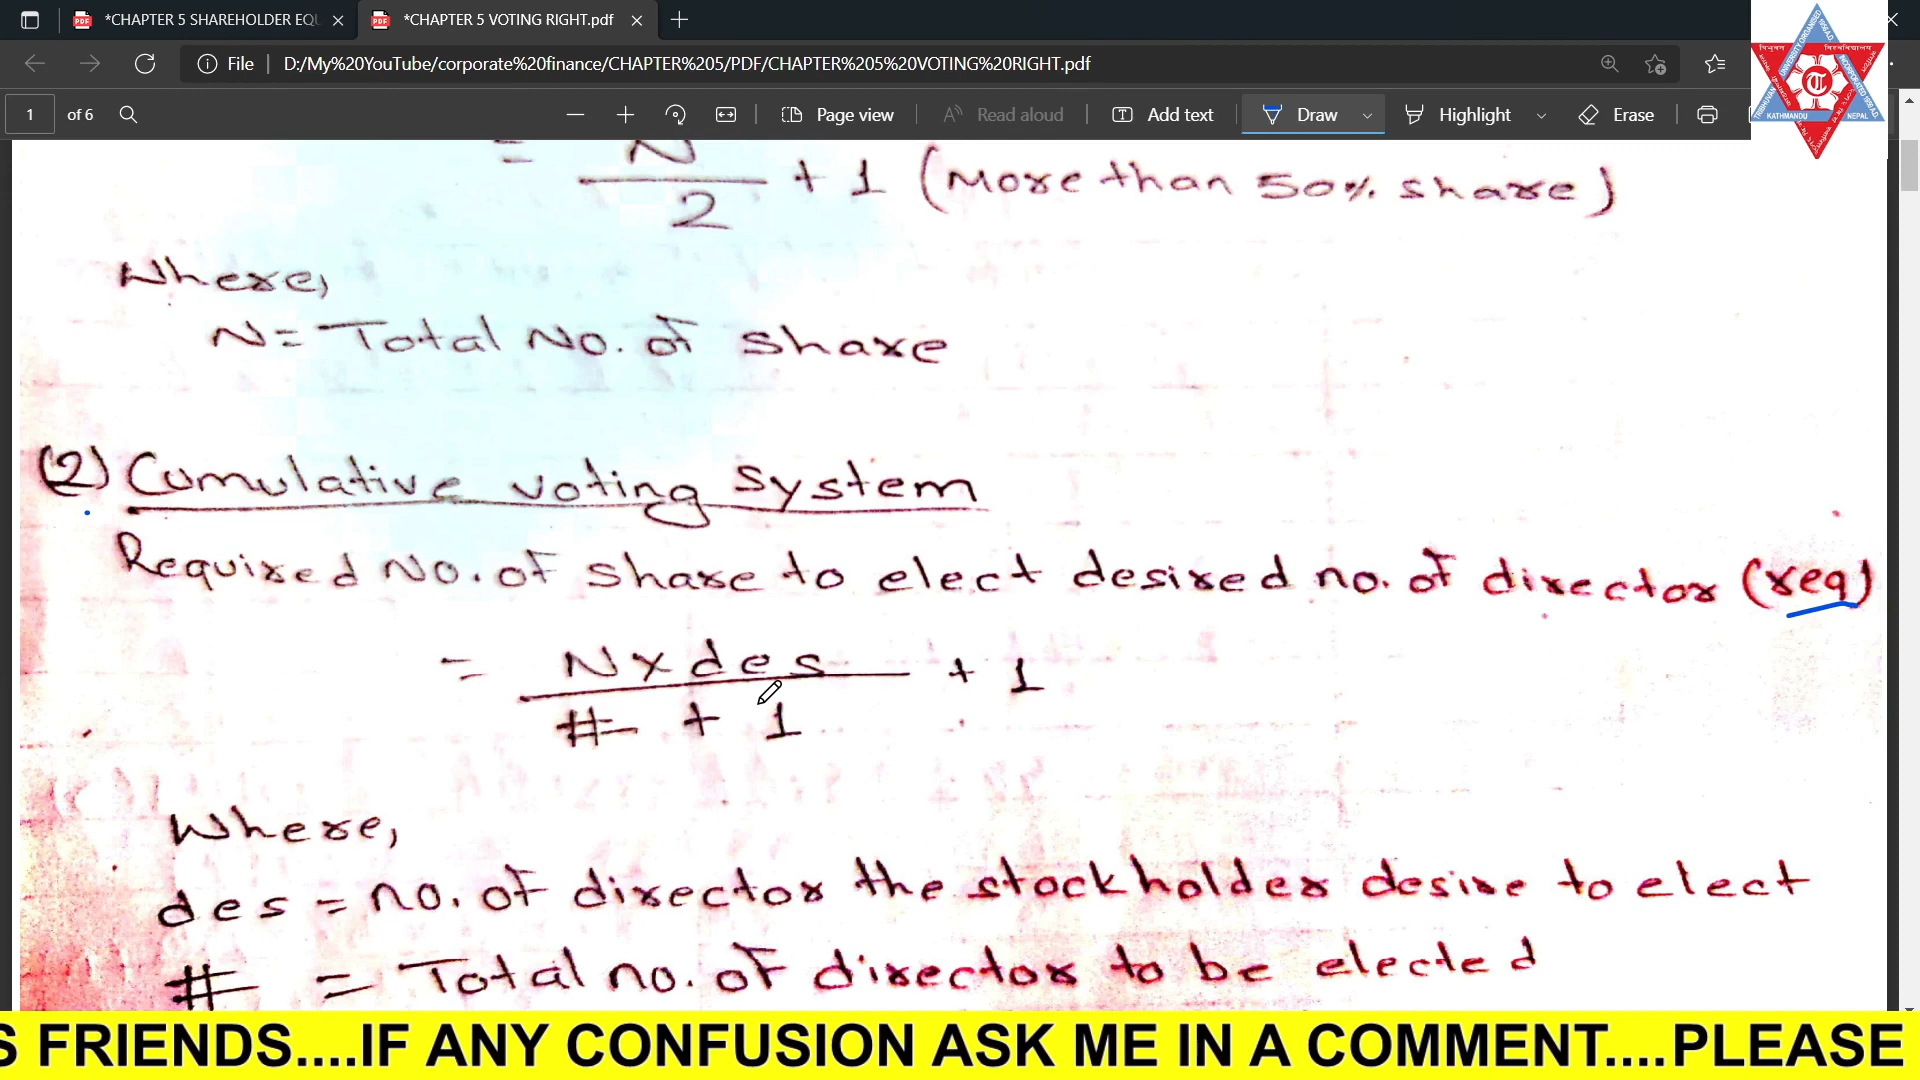 *CHAPTER 5 SHAREHOLDER EQU
*CHAPTER 5 VOTING RIGHT.pdf
File
D:/My%20YouTube/corporate%20finance/CHAPTER%205/PDF/CHAPTER%205%20VOTING%20RIGHT.pdf
1 of 6
Page view
Read aloud
Add text
Draw
Highlight
Erase
= N/2 + 1 (More than 50% share)
Where,
N = Total No. of share
(2) Cumulative voting system
Required No. of share to elect desired no. of director (req)
= N x des / # + 1 + 1
Where,
des = no. of director the stockholder desire to elect
# = Total no. of director to be elected
S FRIENDS....IF ANY CONFUSION ASK ME IN A COMMENT....PLEASE
KATHMANDU
NEPAL